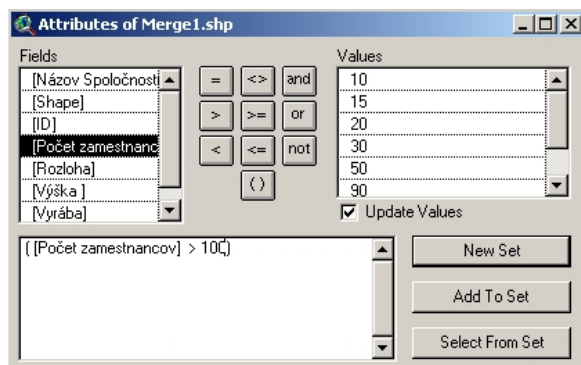 Attributes of Merge1.shp
Fields
[Názov Spoločnosti
[Shape]
[ID]
[Počet zamestnanc
[Rozloha]
[Výška ]
[Vyrába]
= <> and
> >= or
< <= not
( )
Values
10
15
20
30
50
90
Update Values
( [Počet zamestnancov] > 100)
New Set
Add To Set
Select From Set